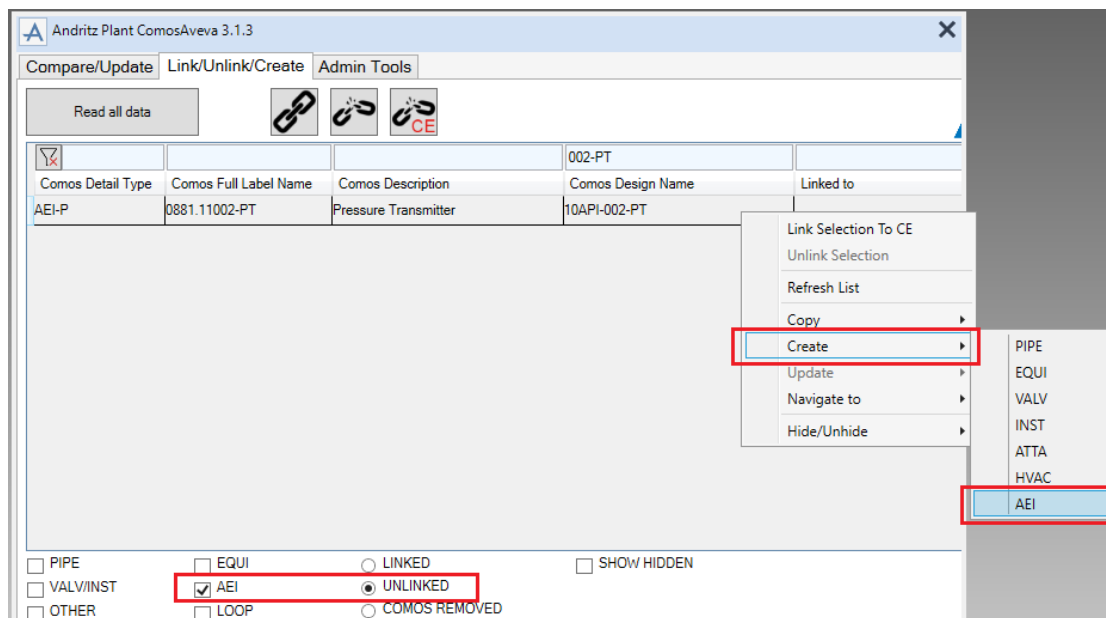 Andritz Plant ComosAveva 3.1.3
Compare/Update Link/Unlink/Create Admin Tools
Read all data
CE
002-PT
Comos Detail Type Comos Full Label Name Comos Description Comos Design Name Linked to
AEI-P 0881.11002-PT Pressure Transmitter 10API-002-PT
Link Selection To CE
Unlink Selection
Refresh List
Copy
Create
Update
Navigate to
Hide/Unhide
PIPE
EQUI
VALV
INST
ATTA
HVAC
AEI
PIPE EQUI LINKED SHOW HIDDEN
VALV/INST AEI UNLINKED
OTHER LOOP COMOS REMOVED